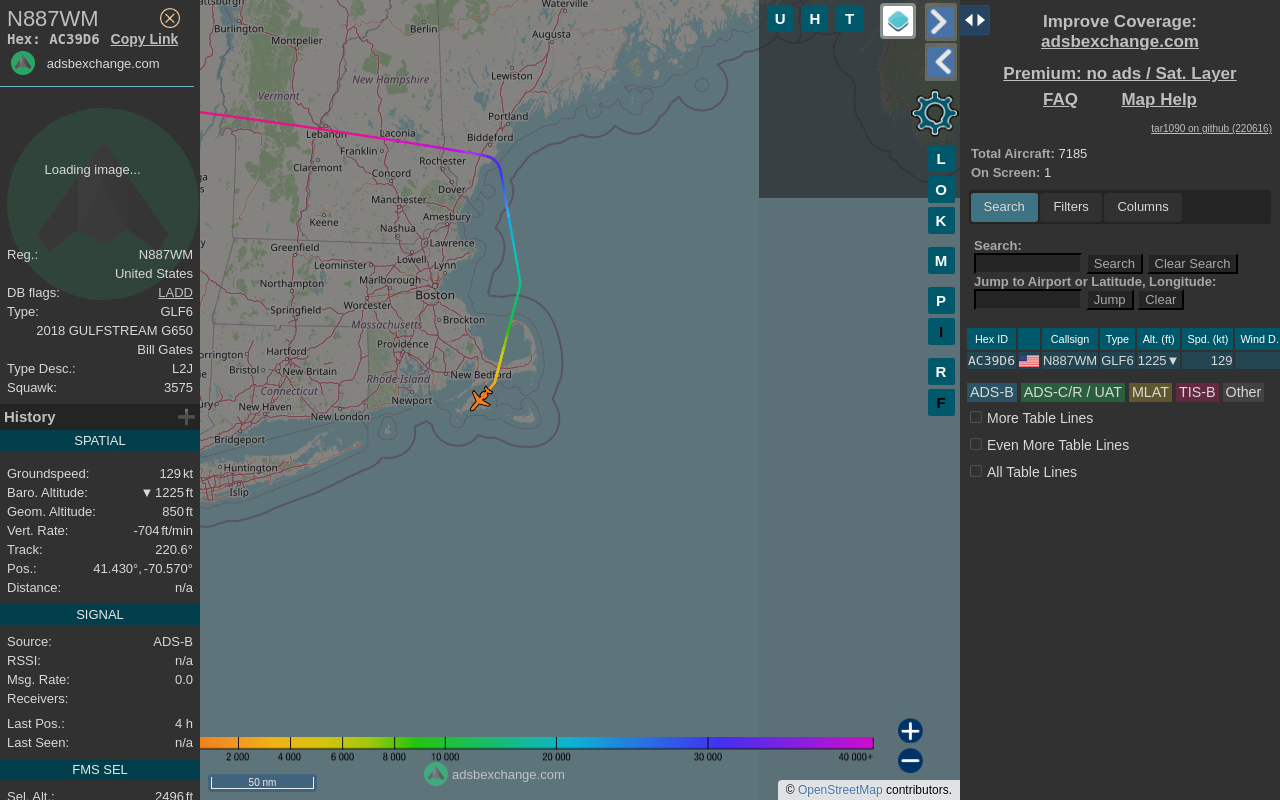 N887WM
Hex: AC39D6 Copy Link
adsbexchange.com
Loading image...
Reg.: N887WM
United States
DB flags: LADD
Type: GLF6
2018 GULFSTREAM G650
Bill Gates
Type Desc.: L2J
Squawk: 3575
History
SPATIAL
Groundspeed: 129 kt
Baro. Altitude: ▼ 1225 ft
Geom. Altitude: 850 ft
Vert. Rate: -704 ft/min
Track: 220.6°
Pos.: 41.430°, -70.570°
Distance: n/a
SIGNAL
Source: ADS-B
RSSI: n/a
Msg. Rate: 0.0
Receivers:
Last Pos.: 4 h
Last Seen: n/a
FMS SEL
Sel. Alt.: 2496 ft
Waterville
Burlington
Berlin
Augusta
Montpelier
Lewiston
New Hampshire
Vermont
Portland
Lebanon
Laconia
Biddeford
Franklin
Rochester
Claremont
Concord
Dover
Manchester
Keene
Amesbury
Nashua
Greenfield
Lawrence
Lowell
Leominster
Lynn
Northampton
Marlborough
Boston
Worcester
Springfield
Brockton
Massachusetts
Providence
Hartford
Torrington
Bristol
New Britain
Rhode Island
New Bedford
Connecticut
Newport
New Haven
New London
Bridgeport
Huntington
Islip
U H T
L
O
K
M
P
I
R
F
2 000 4 000 6 000 8 000 10 000 20 000 30 000 40 000+
50 nm
adsbexchange.com
© OpenStreetMap contributors.
Improve Coverage:
adsbexchange.com
Premium: no ads / Sat. Layer
FAQ Map Help
tar1090 on github (220616)
Total Aircraft: 7185
On Screen: 1
Search Filters Columns
Search:
Search Clear Search
Jump to Airport or Latitude, Longitude:
Jump Clear
Hex ID Callsign Type Alt. (ft) Spd. (kt) Wind D.
AC39D6 N887WM GLF6 1225▼ 129
ADS-B ADS-C/R / UAT MLAT TIS-B Other
More Table Lines
Even More Table Lines
All Table Lines